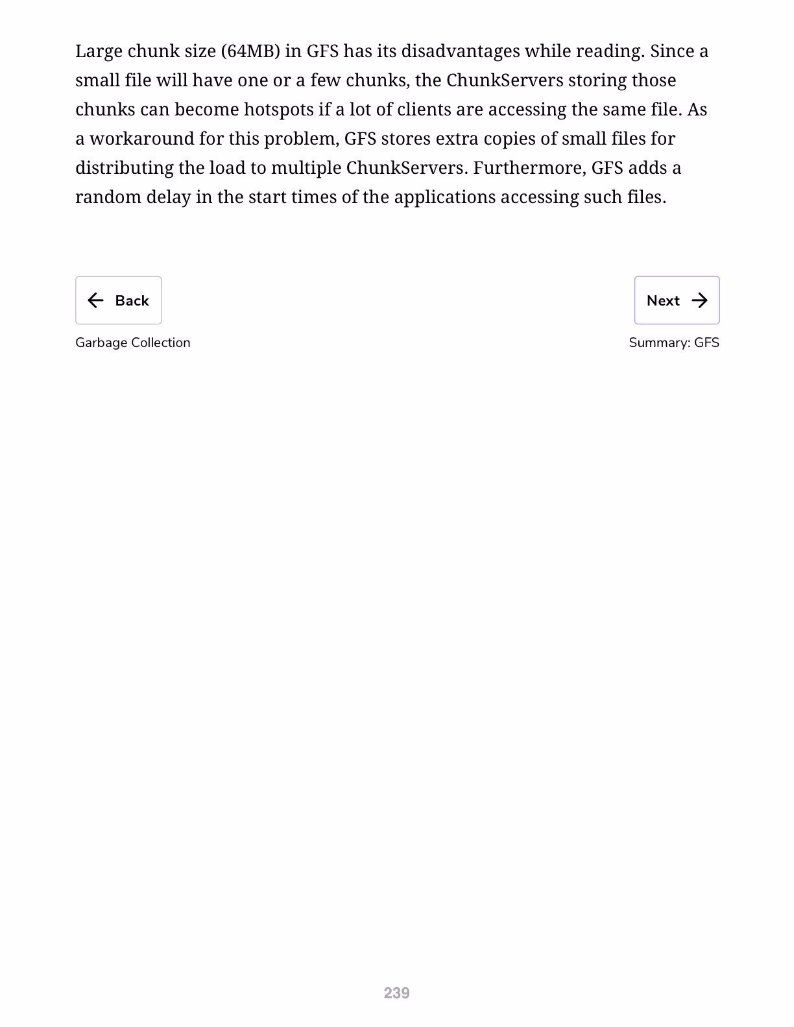 Large chunk size (64MB) in GFS has its disadvantages while reading. Since a
small file will have one or a few chunks, the ChunkServers storing those
chunks can become hotspots if a lot of clients are accessing the same file. As
a workaround for this problem, GFS stores extra copies of small files for
distributing the load to multiple ChunkServers. Furthermore, GFS adds a
random delay in the start times of the applications accessing such files.
← Back
Next →
Garbage Collection
Summary: GFS
239